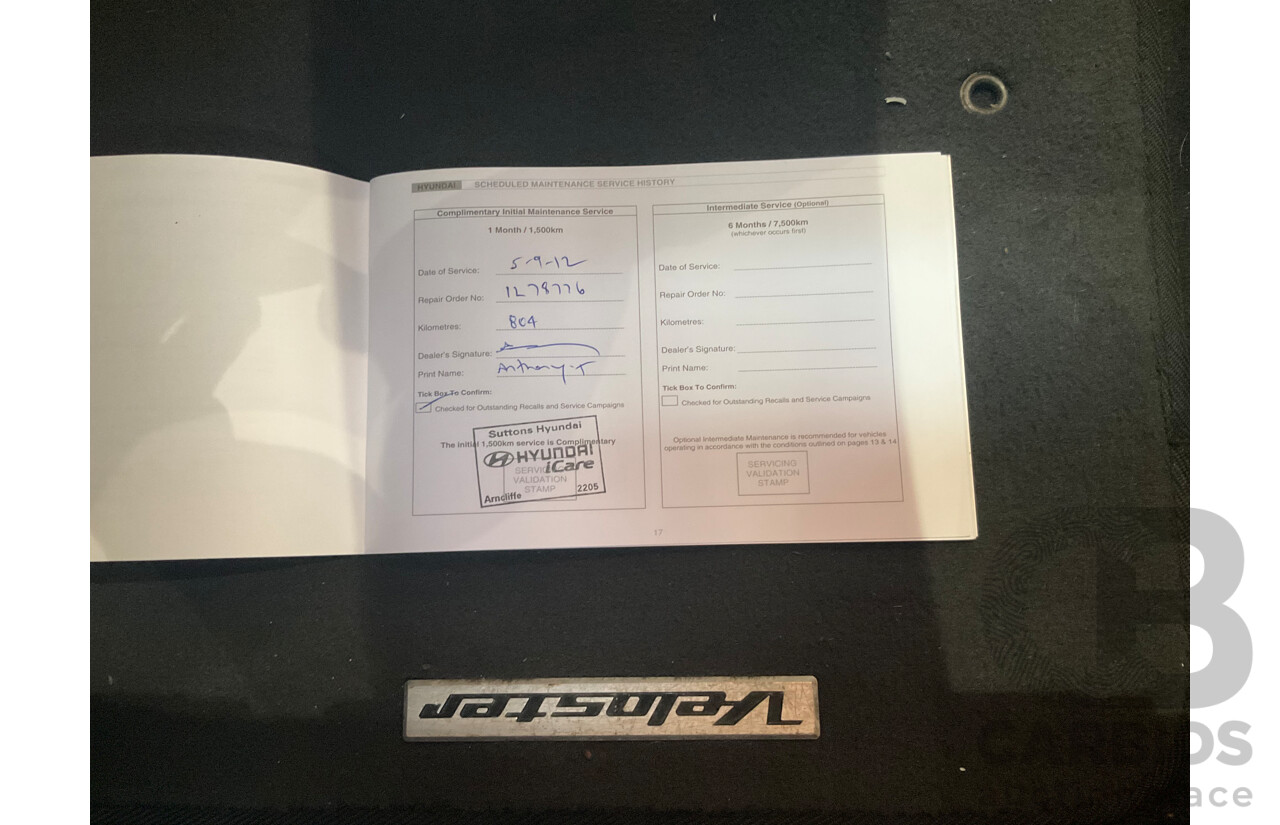 HYUNDAI SCHEDULED MAINTENANCE SERVICE HISTORY
Complimentary Initial Maintenance Service
1 Month / 1,500km
Date of Service: 5-9-12
Repair Order No: 1278776
Kilometres: 804
Dealer's Signature:
Print Name: Anthony-T
Tick Box To Confirm:
Checked for Outstanding Recalls and Service Campaigns
Suttons Hyundai
The initial 1,500km service is Complimentary
HYUNDAI
iCare
SERVICING
VALIDATION
STAMP
Arncliffe 2205
Intermediate Service (Optional)
6 Months / 7,500km
(whichever occurs first)
Date of Service:
Repair Order No:
Kilometres:
Dealer's Signature:
Print Name:
Tick Box To Confirm:
Checked for Outstanding Recalls and Service Campaigns
Optional Intermediate Maintenance is recommended for vehicles
operating in accordance with the conditions outlined on pages 13 & 14
SERVICING
VALIDATION
STAMP
17
Veloster
CB
CARBIDS